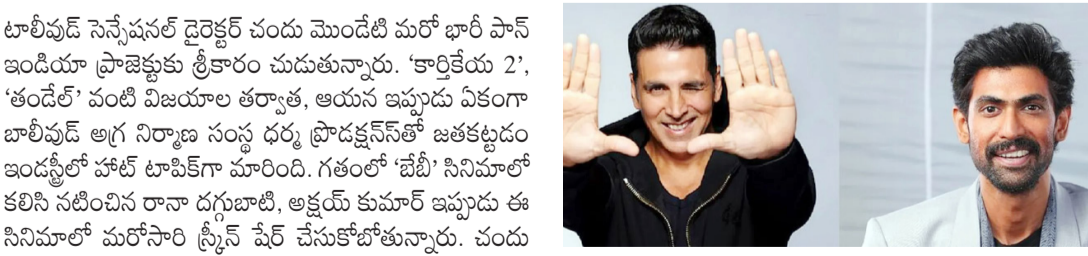 టాలీవుడ్ సెన్సేషనల్ డైరెక్టర్ చందు మొండేటి మరో భారీ పాన్
ఇండియా ప్రాజెక్టుకు శ్రీకారం చుడుతున్నారు. ‘కార్తికేయ 2’,
‘తండేల్’ వంటి విజయాల తర్వాత, ఆయన ఇప్పుడు ఏకంగా
బాలీవుడ్ అగ్ర నిర్మాణ సంస్థ ధర్మ ప్రొడక్షన్స్‌తో జతకట్టడం
ఇండస్ట్రీలో హాట్ టాపిక్‌గా మారింది. గతంలో ‘బేబీ’ సినిమాలో
కలిసి నటించిన రానా దగ్గుబాటి, అక్షయ్ కుమార్ ఇప్పుడు ఈ
సినిమాలో మరోసారి స్క్రీన్ షేర్ చేసుకోబోతున్నారు. చందు